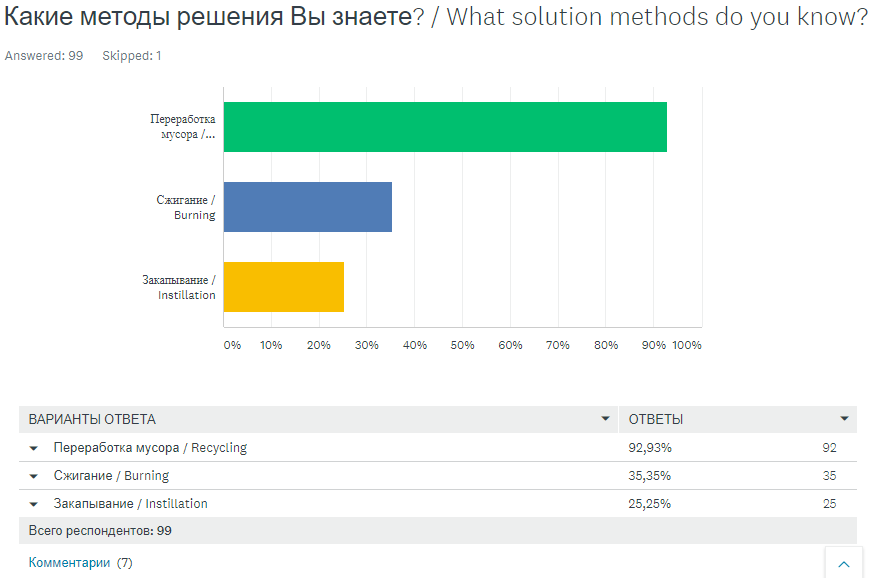 Какие методы решения Вы знаете? / What solution methods do you know?
Answered: 99 Skipped: 1
Переработка
мусора /...
Сжигание /
Burning
Закапывание /
Instillation
0% 10% 20% 30% 40% 50% 60% 70% 80% 90% 100%
ВАРИАНТЫ ОТВЕТА ОТВЕТЫ
Переработка мусора / Recycling 92,93% 92
Сжигание / Burning 35,35% 35
Закапывание / Instillation 25,25% 25
Всего респондентов: 99
Комментарии (7)